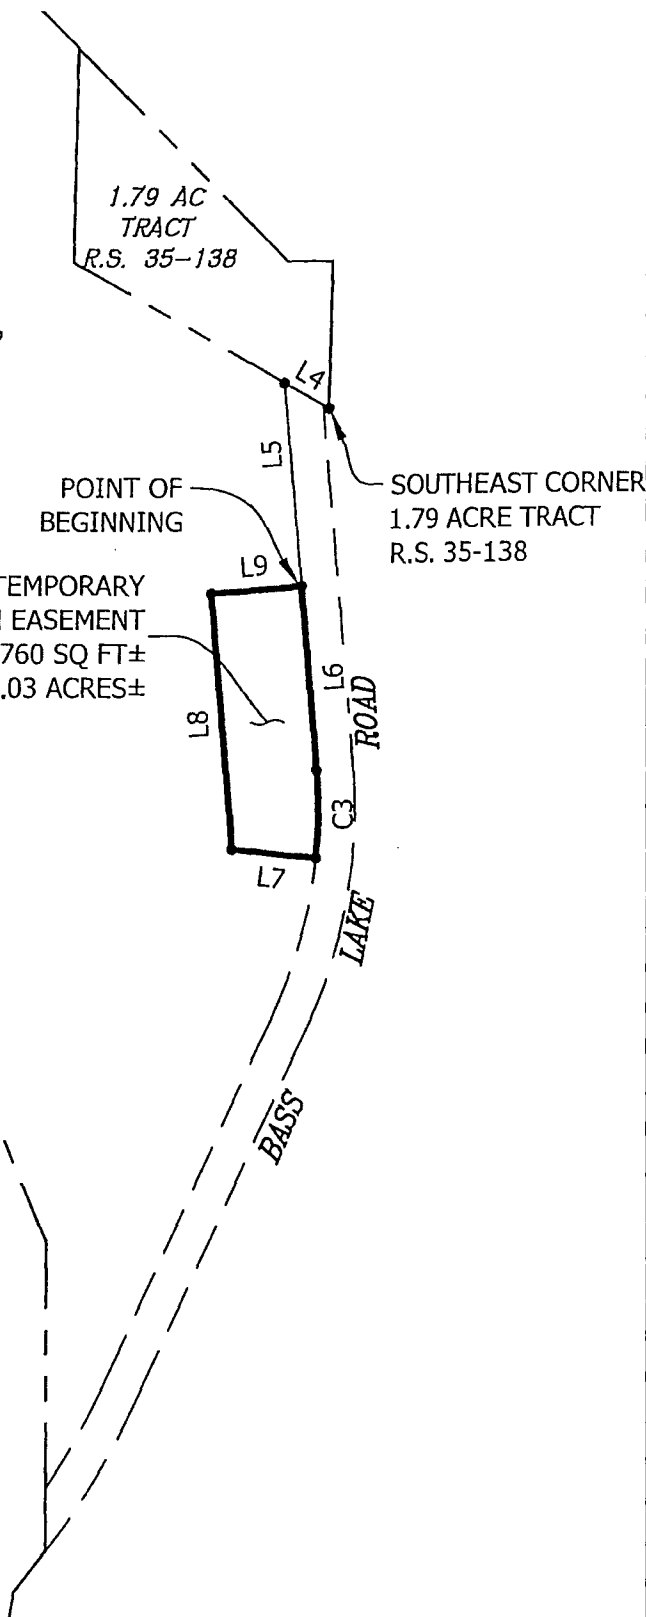 1.79 AC
TRACT
R.S. 35-138
L4
L5
POINT OF
BEGINNING
SOUTHEAST CORNER
1.79 ACRE TRACT
R.S. 35-138
L9
TEMPORARY
EASEMENT
760 SQ FT±
.03 ACRES±
L6
L8
ROAD
C3
L7
LAKE
BASS